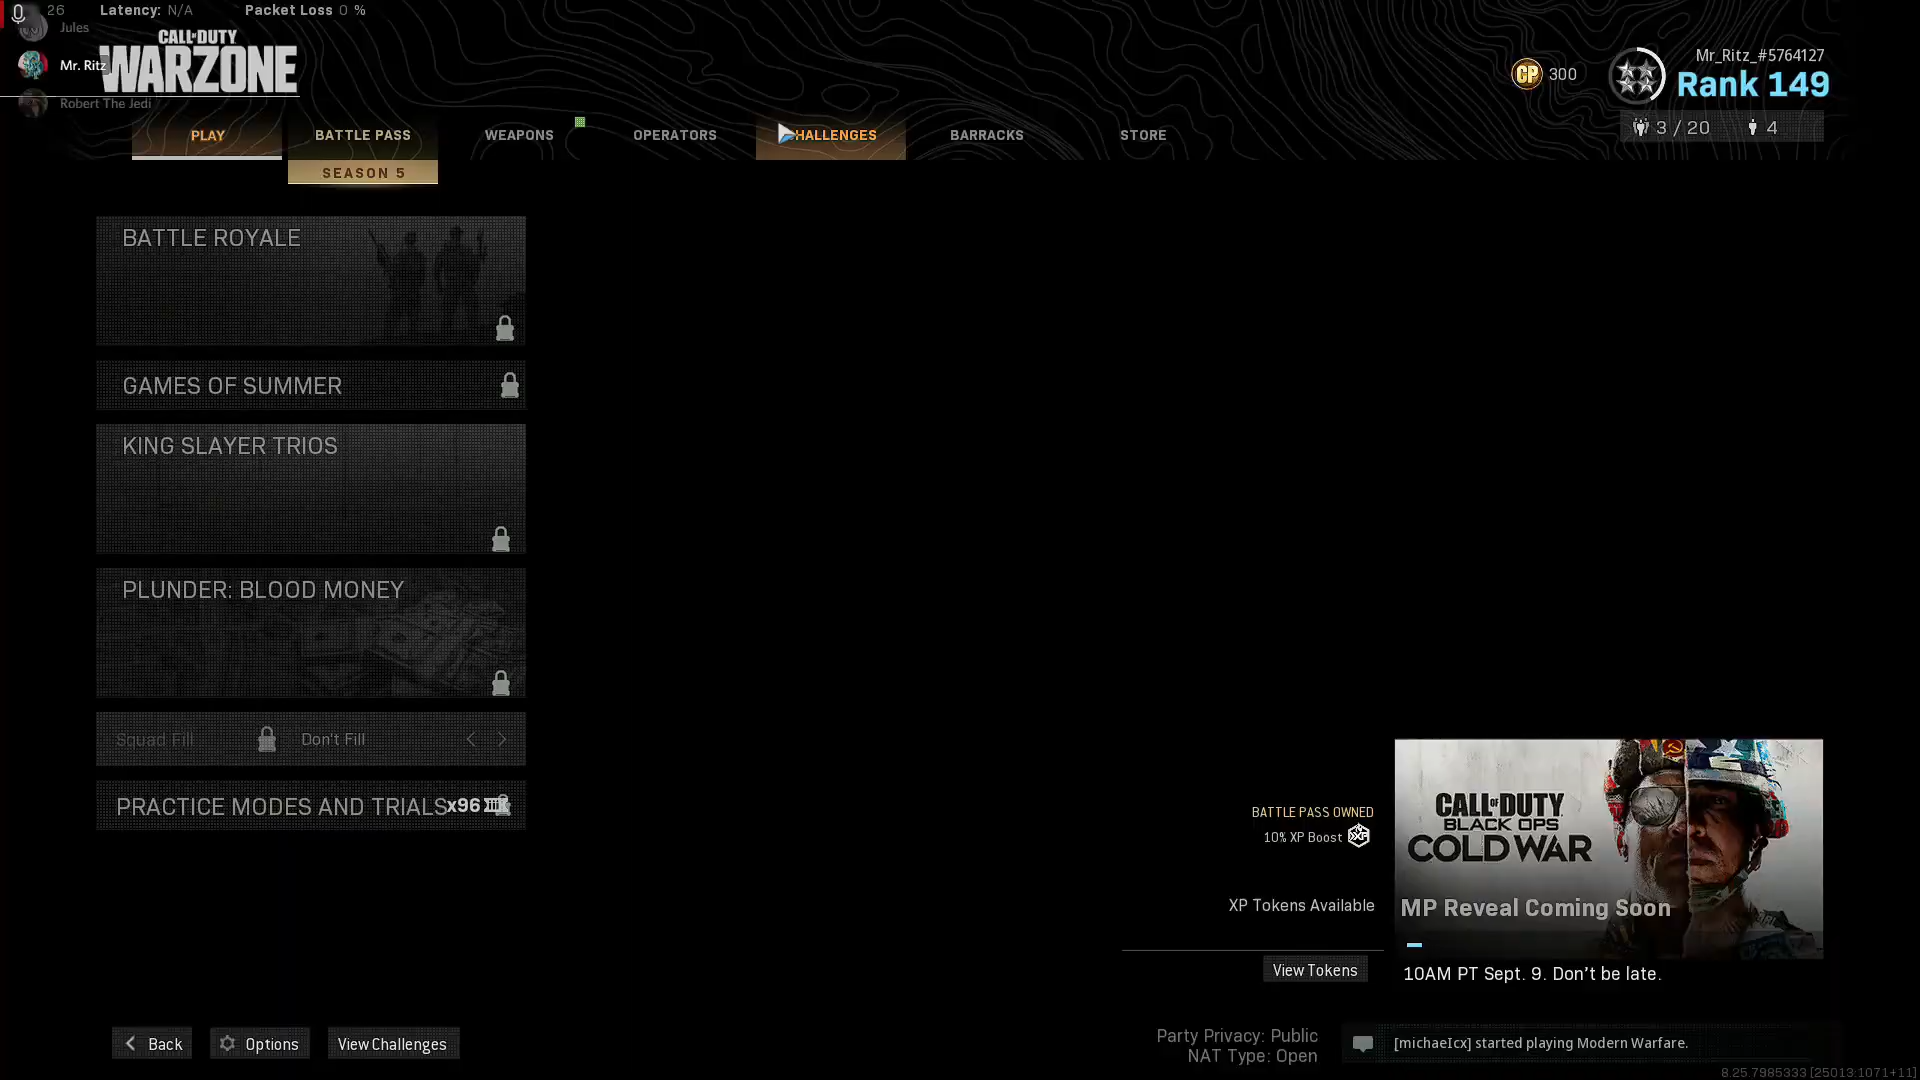 26 Latency: N/A Packet Loss 0 %
Jules
Mr. Ritz
Robert The Jedi
CALL OF DUTY
WARZONE
300
Mr_Ritz_#5764127
Rank 149
3 / 20 4
PLAY
BATTLE PASS
WEAPONS
OPERATORS
HALLENGES
BARRACKS
STORE
SEASON 5
BATTLE ROYALE
GAMES OF SUMMER
KING SLAYER TRIOS
PLUNDER: BLOOD MONEY
Squad Fill Don't Fill
PRACTICE MODES AND TRIALS x96
BATTLE PASS OWNED
10% XP Boost
XP Tokens Available
View Tokens
CALL OF DUTY
BLACK OPS
COLD WAR
MP Reveal Coming Soon
10AM PT Sept. 9. Don't be late.
Back
Options
View Challenges
Party Privacy: Public
NAT Type: Open
[michaeIcx] started playing Modern Warfare.
8.25.7985333 [25013:1071+11]